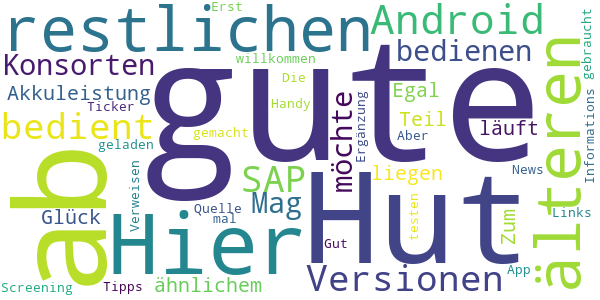 Erst
restlichen
Android
Informations
gebraucht
Konsorten
willkommen
bedienen
älteren
gute
Die
Akkuleistung
Ticker
Handy
Egal
möchte
Ergänzung
bedient
gemacht
Teil
läuft
Aber
geladen
ab
Verweisen
SAP
liegen
News
Hut
Hier
Glück
Quelle
mal
Mag
testen
Zum
Links
Gut
Versionen
App
Screening
Tipps
ähnlichem